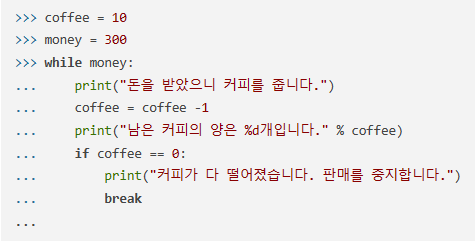 >>> coffee = 10
>>> money = 300
>>> while money:
...     print("돈을 받았으니 커피를 줍니다.")
...     coffee = coffee -1
...     print("남은 커피의 양은 %d개입니다." % coffee)
...     if coffee == 0:
...         print("커피가 다 떨어졌습니다. 판매를 중지합니다.")
...         break
...